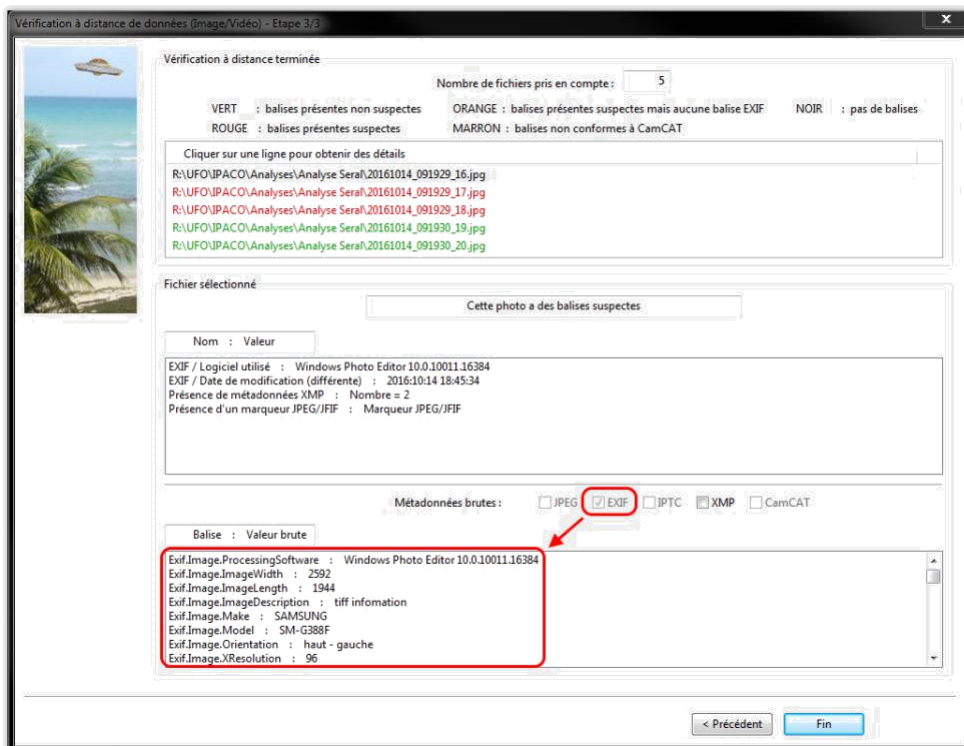 Vérification à distance de données (Image/Vidéo) - Etape 3/3
x
Vérification à distance terminée
Nombre de fichiers pris en compte : 5
VERT : balises présentes non suspectes ORANGE : balises présentes suspectes mais aucune balise EXIF NOIR : pas de balises
ROUGE : balises présentes suspectes MARRON : balises non conformes à CamCAT
Cliquer sur une ligne pour obtenir des détails
R:\UFO\IPACO\Analyses\Analyse Seral\20161014_091929_16.jpg
R:\UFO\IPACO\Analyses\Analyse Seral\20161014_091929_17.jpg
R:\UFO\IPACO\Analyses\Analyse Seral\20161014_091929_18.jpg
R:\UFO\IPACO\Analyses\Analyse Seral\20161014_091930_19.jpg
R:\UFO\IPACO\Analyses\Analyse Seral\20161014_091930_20.jpg
Fichier sélectionné
Cette photo a des balises suspectes
Nom : Valeur
EXIF / Logiciel utilisé : Windows Photo Editor 10.0.10011.16384
EXIF / Date de modification (différente) : 2016:10:14 18:45:34
Présence de métadonnées XMP : Nombre = 2
Présence d'un marqueur JPEG/JFIF : Marqueur JPEG/JFIF
Métadonnées brutes : JPEG EXIF IPTC XMP CamCAT
Balise : Valeur brute
Exif.Image.ProcessingSoftware : Windows Photo Editor 10.0.10011.16384
Exif.Image.ImageWidth : 2592
Exif.Image.ImageLength : 1944
Exif.Image.ImageDescription : tiff infomation
Exif.Image.Make : SAMSUNG
Exif.Image.Model : SM-G388F
Exif.Image.Orientation : haut - gauche
Exif.Image.XResolution : 96
< Précédent Fin